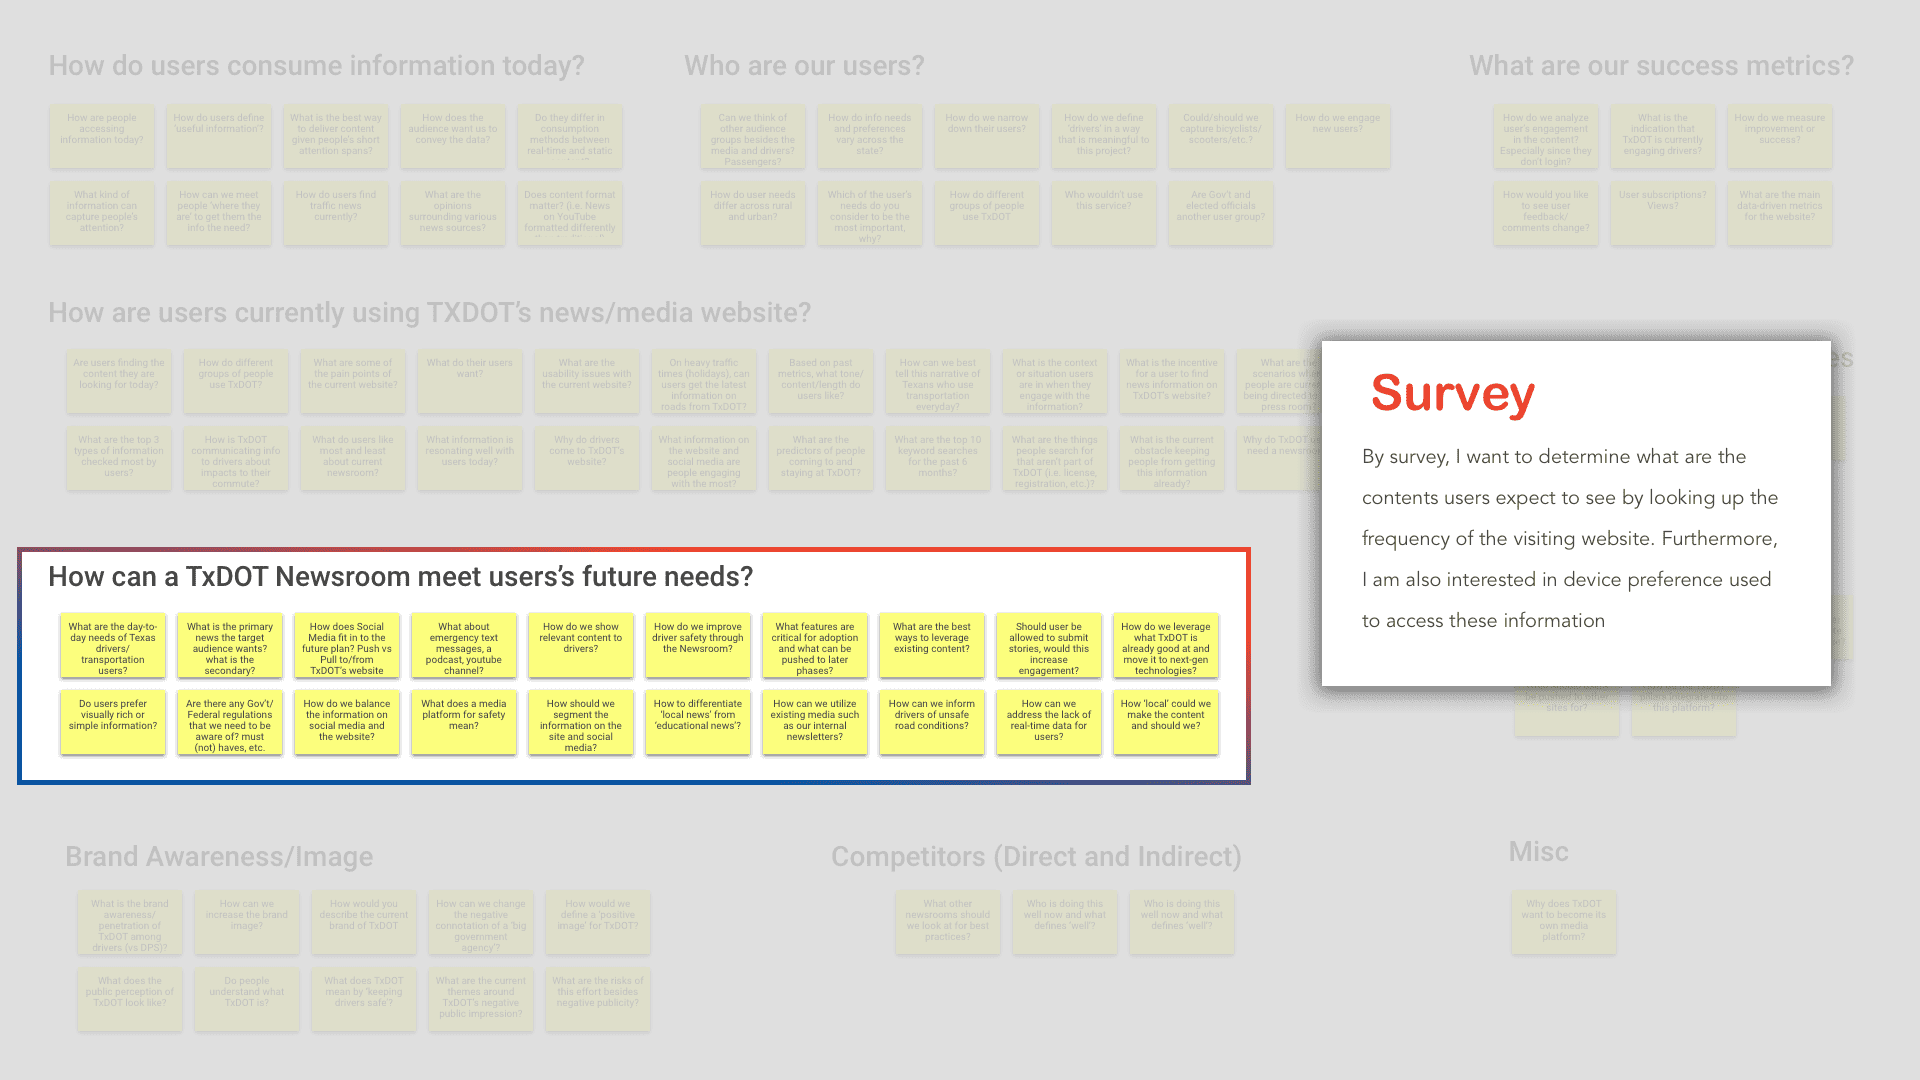 How do users consume information today?
How are people
accessing
information today?
How do users define
'useful information'?
What is the best way
to deliver content
given people's short
attention spans?
How does the
audience want us to
convey the data?
Do they differ in
consumption
methods between
real-time and static
What kind of
information can
capture people's
attention?
How can we meet
people 'where they
are' to get them the
info the need?
How do users find
traffic news
currently?
What are the
opinions
surrounding various
news sources?
Does content format
matter? (i.e. News
on YouTube
formatted differently
Who are our users?
Can we think of
other audience
groups besides the
media and drivers?
Passengers?
How do info needs
and preferences
vary across the
state?
How do we narrow
down their users?
How do we define
'drivers' in a way
that is meaningful to
this project?
Could/should we
capture bicyclists/
scooters/etc.?
How do we engage
new users?
How do user needs
differ across rural
and urban?
Which of the user's
needs do you
consider to be the
most important,
why?
How do different
groups of people
use TxDOT
Who wouldn't use
this service?
Are Gov't and
elected officials
another user group?
What are our success metrics?
How do we analyze
user's engagement
in the content?
Especially since they
don't login?
What is the
indication that
TxDOT is currently
engaging drivers?
How do we measure
improvement or
success?
How would you like
to see user
feedback/
comments change?
User subscriptions?
Views?
What are the main
data-driven metrics
for the website?
How are users currently using TXDOT's news/media website?
Are users finding the
content they are
looking for today?
How do different
groups of people
use TxDOT?
What are some of
the pain points of
the current website?
What do their users
want?
What are the
usability issues with
the current website?
On heavy traffic
times (holidays), can
users get the latest
information on
roads from TxDOT?
Based on past
metrics, what tone/
content/length do
users like?
How can we best
tell this narrative of
Texans who use
transportation
everyday?
What is the context
or situation users
are in when they
engage with the
information?
What is the incentive
for a user to find
news information on
TxDOT's website?
What are the
scenarios
people are
being directed
press room?
What are the top 3
types of information
checked most by
users?
How is TxDOT
communicating info
to drivers about
impacts to their
commute?
What do users like
most and least
about current
newsroom?
What information is
resonating well with
users today?
Why do drivers
come to TxDOT's
website?
What information on
the website and
social media are
people engaging
with the most?
What are the
predictors of people
coming to and
staying at TxDOT?
What are the top 10
keyword searches
for the past 6
months?
What are the things
people search for
that aren't part of
TxDOT (i.e. license,
registration, etc.)?
What is the current
obstacle keeping
people from getting
this information
already?
Why do TxDOT
need a
Survey
By survey, I want to determine what are the
contents users expect to see by looking up the
frequency of the visiting website. Furthermore,
I am also interested in device preference used
to access these information
sites for?
this platform?
How can a TxDOT Newsroom meet users's future needs?
What are the day-to-
day needs of Texas
drivers/
transportation
users?
What is the primary
news the target
audience wants?
what is the
secondary?
How does Social
Media fit in to the
future plan? Push vs
Pull to/from
TxDOT's website
What about
emergency text
messages, a
podcast, youtube
channel?
How do we show
relevant content to
drivers?
How do we improve
driver safety through
the Newsroom?
What features are
critical for adoption
and what can be
pushed to later
phases?
What are the best
ways to leverage
existing content?
Should user be
allowed to submit
stories, would this
increase
engagement?
How do we leverage
what TxDOT is
already good at and
move it to next-gen
technologies?
Do users prefer
visually rich or
simple information?
Are there any Gov't/
Federal regulations
that we need to be
aware of? must
(not) haves, etc.
How do we balance
the information on
social media and
the website?
What does a media
platform for safety
mean?
How should we
segment the
information on the
site and social
media?
How to differentiate
'local news' from
'educational news'?
How can we utilize
existing media such
as our internal
newsletters?
How can we inform
drivers of unsafe
road conditions?
How can we
address the lack of
real-time data for
users?
How 'local' could we
make the content
and should we?
Brand Awareness/Image
What is the brand
awareness/
penetration of
TxDOT among
drivers (vs DPS)?
How can we
increase the brand
image?
How would you
describe the current
brand of TxDOT
How can we change
the negative
connotation of a 'big
government
agency'?
How would we
define a 'positive
image' for TxDOT?
What does the
public perception of
TxDOT look like?
Do people
understand what
TxDOT is?
What does TxDOT
mean by 'keeping
drivers safe'?
What are the current
themes around
TxDOT's negative
public impression?
What are the risks of
this effort besides
negative publicity?
Competitors (Direct and Indirect)
What other
newsrooms should
we look at for best
practices?
Who is doing this
well now and what
defines 'well'?
Who is doing this
well now and what
defines 'well'?
Misc
Why does TxDOT
want to become its
own media
platform?